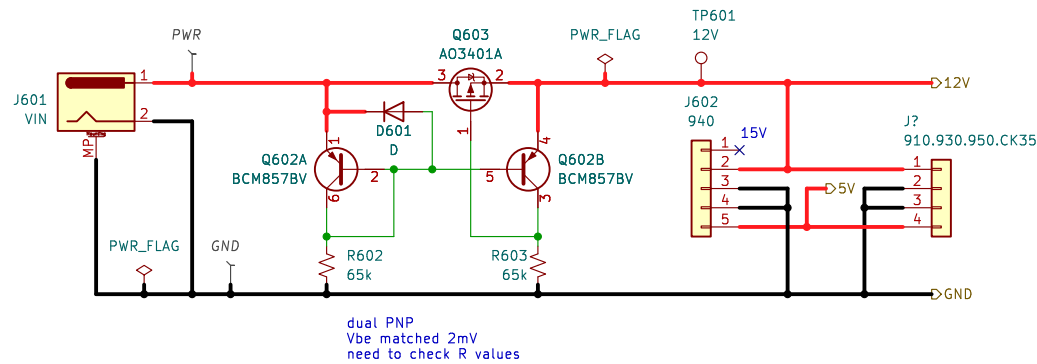 TP601
12V
PWR
Q603
AO3401A
PWR_FLAG
1
3
2
12V
J601
VIN
2
MP
D601
D
1
J602
940
J?
910.930.950.CK35
1
4
15V
1
Q602A
BCM857BV
2
5
Q602B
BCM857BV
2
3
4
5
1
2
3
4
6
3
5V
PWR_FLAG
GND
R602
65k
R603
65k
GND
dual PNP
Vbe matched 2mV
need to check R values